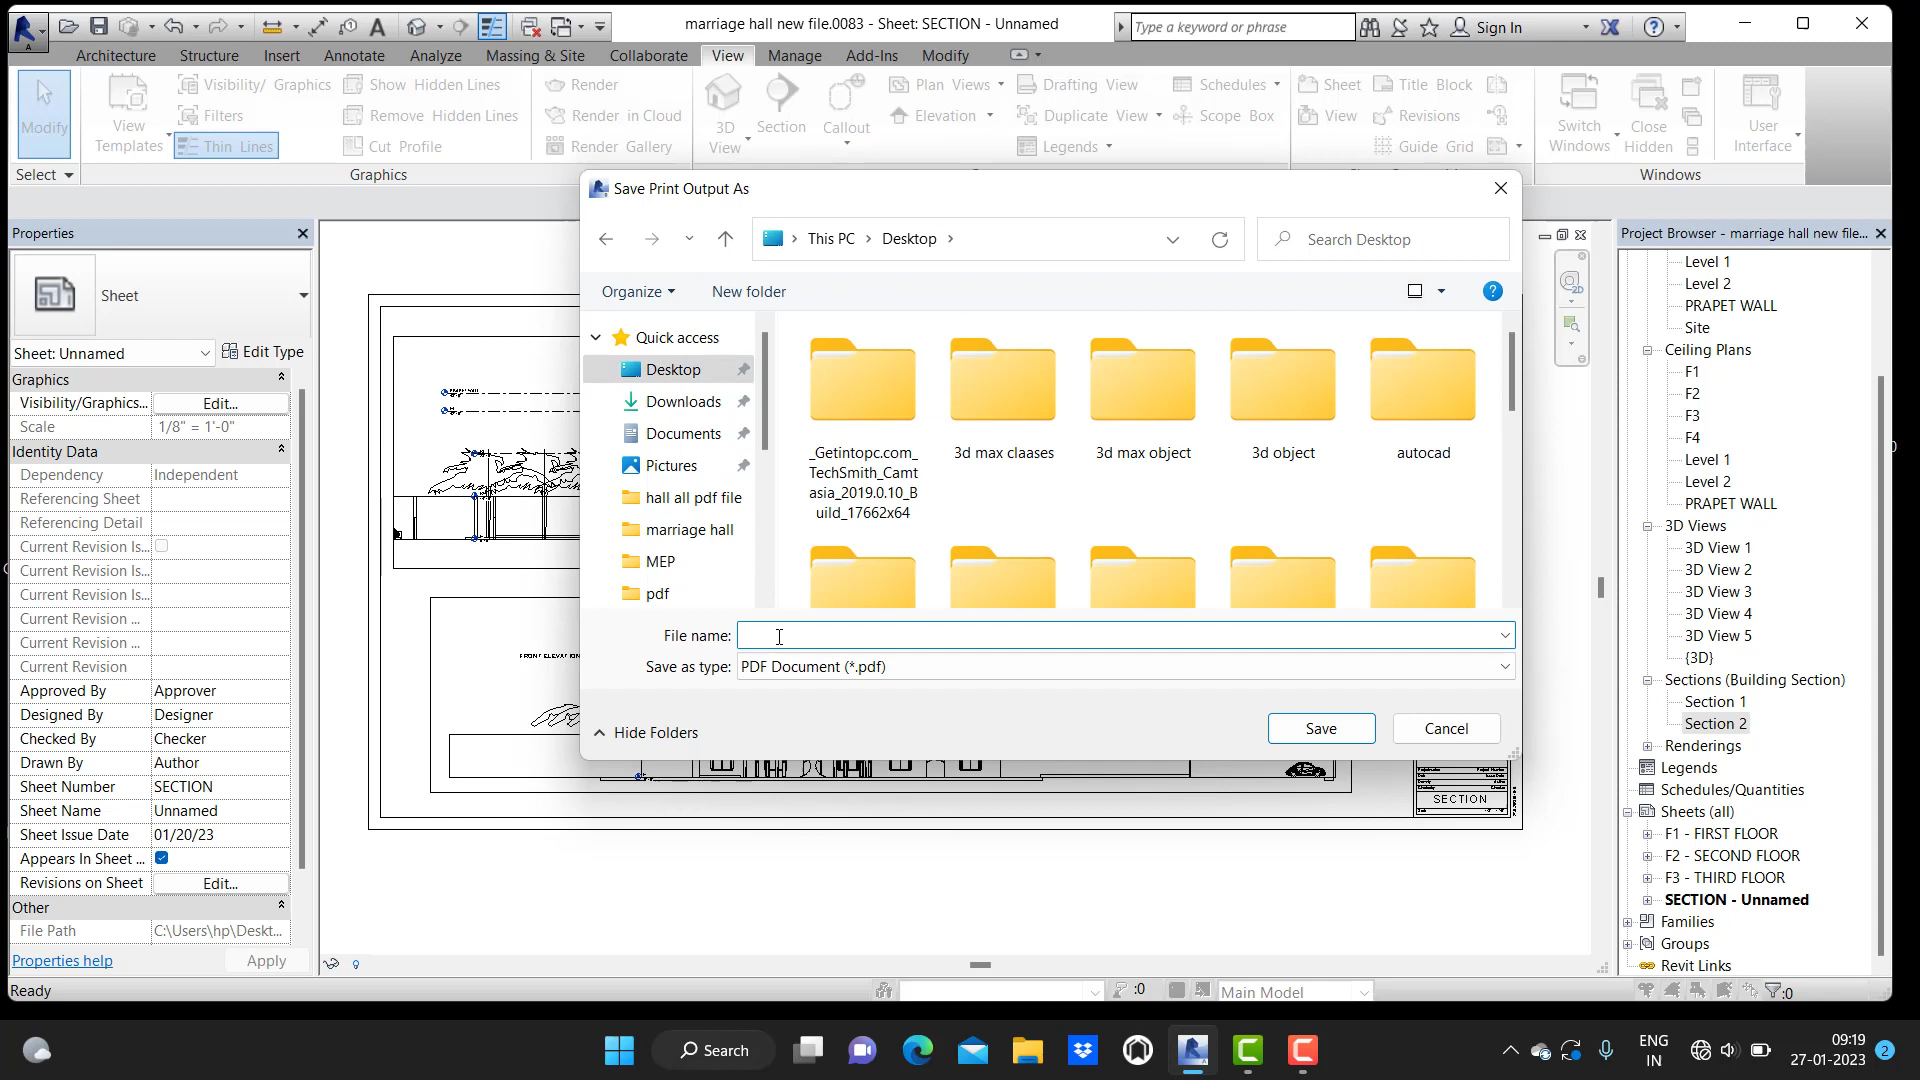 marriage hall new file.0083 - Sheet: SECTION - Unnamed
Type a keyword or phrase
Sign In
Architecture
Structure
Insert
Annotate
Analyze
Massing & Site
Collaborate
View
Manage
Add-Ins
Modify
Modify
View
Templates
Visibility/ Graphics
Filters
Thin Lines
Show Hidden Lines
Remove Hidden Lines
Cut Profile
Render
Render in Cloud
Render Gallery
3D
View
Section
Callout
Plan Views
Elevation
Drafting View
Duplicate View
Legends
Schedules
Scope Box
Sheet
View
Title Block
Revisions
Guide Grid
Switch
Windows
Close
Hidden
User
Interface
Select
Graphics
Windows
Properties
Sheet
Sheet: Unnamed
Edit Type
Graphics
Visibility/Graphics... Edit...
Scale 1/8" = 1'-0"
Identity Data
Dependency Independent
Referencing Sheet
Referencing Detail
Current Revision Is...
Current Revision Is...
Current Revision Is...
Current Revision ...
Current Revision ...
Current Revision
Approved By Approver
Designed By Designer
Checked By Checker
Drawn By Author
Sheet Number SECTION
Sheet Name Unnamed
Sheet Issue Date 01/20/23
Appears In Sheet ...
Revisions on Sheet Edit...
Other
File Path C:\Users\hp\Deskt...
Properties help
Apply
Ready
Save Print Output As
This PC
Desktop
Search Desktop
Organize
New folder
Quick access
Desktop
Downloads
Documents
Pictures
hall all pdf file
marriage hall
MEP
pdf
_Getintopc.com_
TechSmith_Camt
asia_2019.0.10_B
uild_17662x64
3d max claases
3d max object
3d object
autocad
File name:
Save as type: PDF Document (*.pdf)
Hide Folders
Save
Cancel
FRONT ELEVATION
SECTION
2D
Project Browser - marriage hall new file...
Level 1
Level 2
PRAPET WALL
Site
Ceiling Plans
F1
F2
F3
F4
Level 1
Level 2
PRAPET WALL
3D Views
3D View 1
3D View 2
3D View 3
3D View 4
3D View 5
{3D}
Sections (Building Section)
Section 1
Section 2
Renderings
Legends
Schedules/Quantities
Sheets (all)
F1 - FIRST FLOOR
F2 - SECOND FLOOR
F3 - THIRD FLOOR
SECTION - Unnamed
Families
Groups
Revit Links
:0
Main Model
:0
Search
ENG
IN
09:19
27-01-2023
2